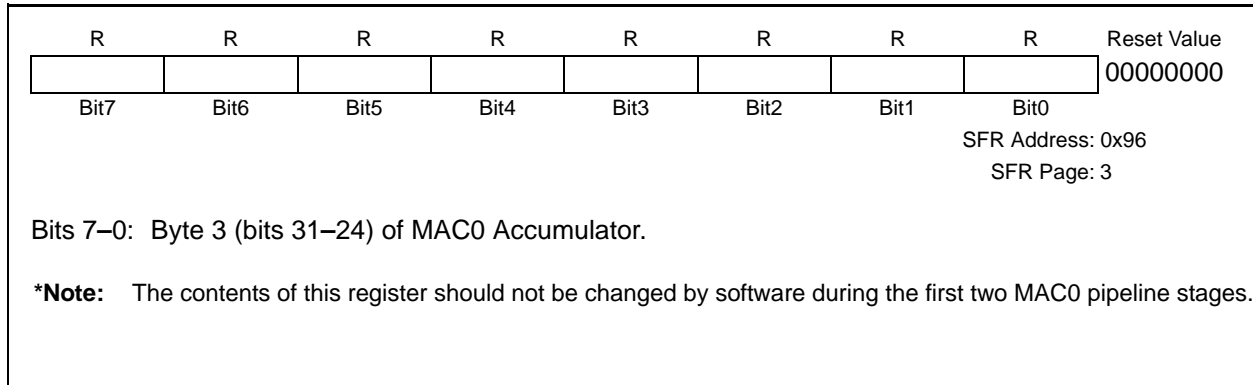 R R R R R R R R Reset Value
00000000
Bit7 Bit6 Bit5 Bit4 Bit3 Bit2 Bit1 Bit0
SFR Address: 0x96
SFR Page: 3
Bits 7–0: Byte 3 (bits 31–24) of MAC0 Accumulator.
*Note: The contents of this register should not be changed by software during the first two MAC0 pipeline stages.